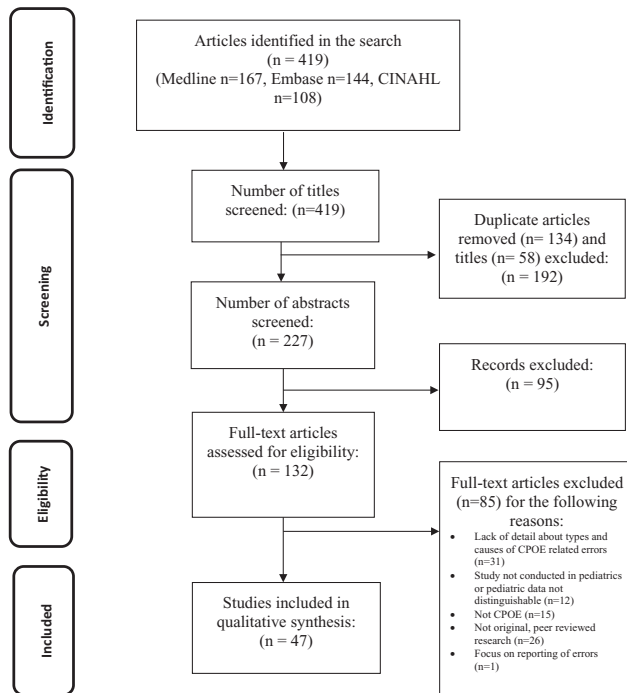 Identification
Articles identified in the search
(n = 419)
(Medline n=167, Embase n=144, CINAHL
n=108)
Screening
Number of titles
screened: (n=419)
Duplicate articles
removed (n= 134) and
titles (n= 58) excluded:
(n = 192)
Number of abstracts
screened:
(n = 227)
Records excluded:
(n = 95)
Eligibility
Full-text articles
assessed for eligibility:
(n = 132)
Full-text articles excluded
(n=85) for the following
reasons:
• Lack of detail about types and
causes of CPOE related errors
(n=31)
• Study not conducted in pediatrics
or pediatric data not
distinguishable (n=12)
• Not CPOE (n=15)
• Not original, peer reviewed
research (n=26)
• Focus on reporting of errors
(n=1)
Included
Studies included in
qualitative synthesis:
(n = 47)